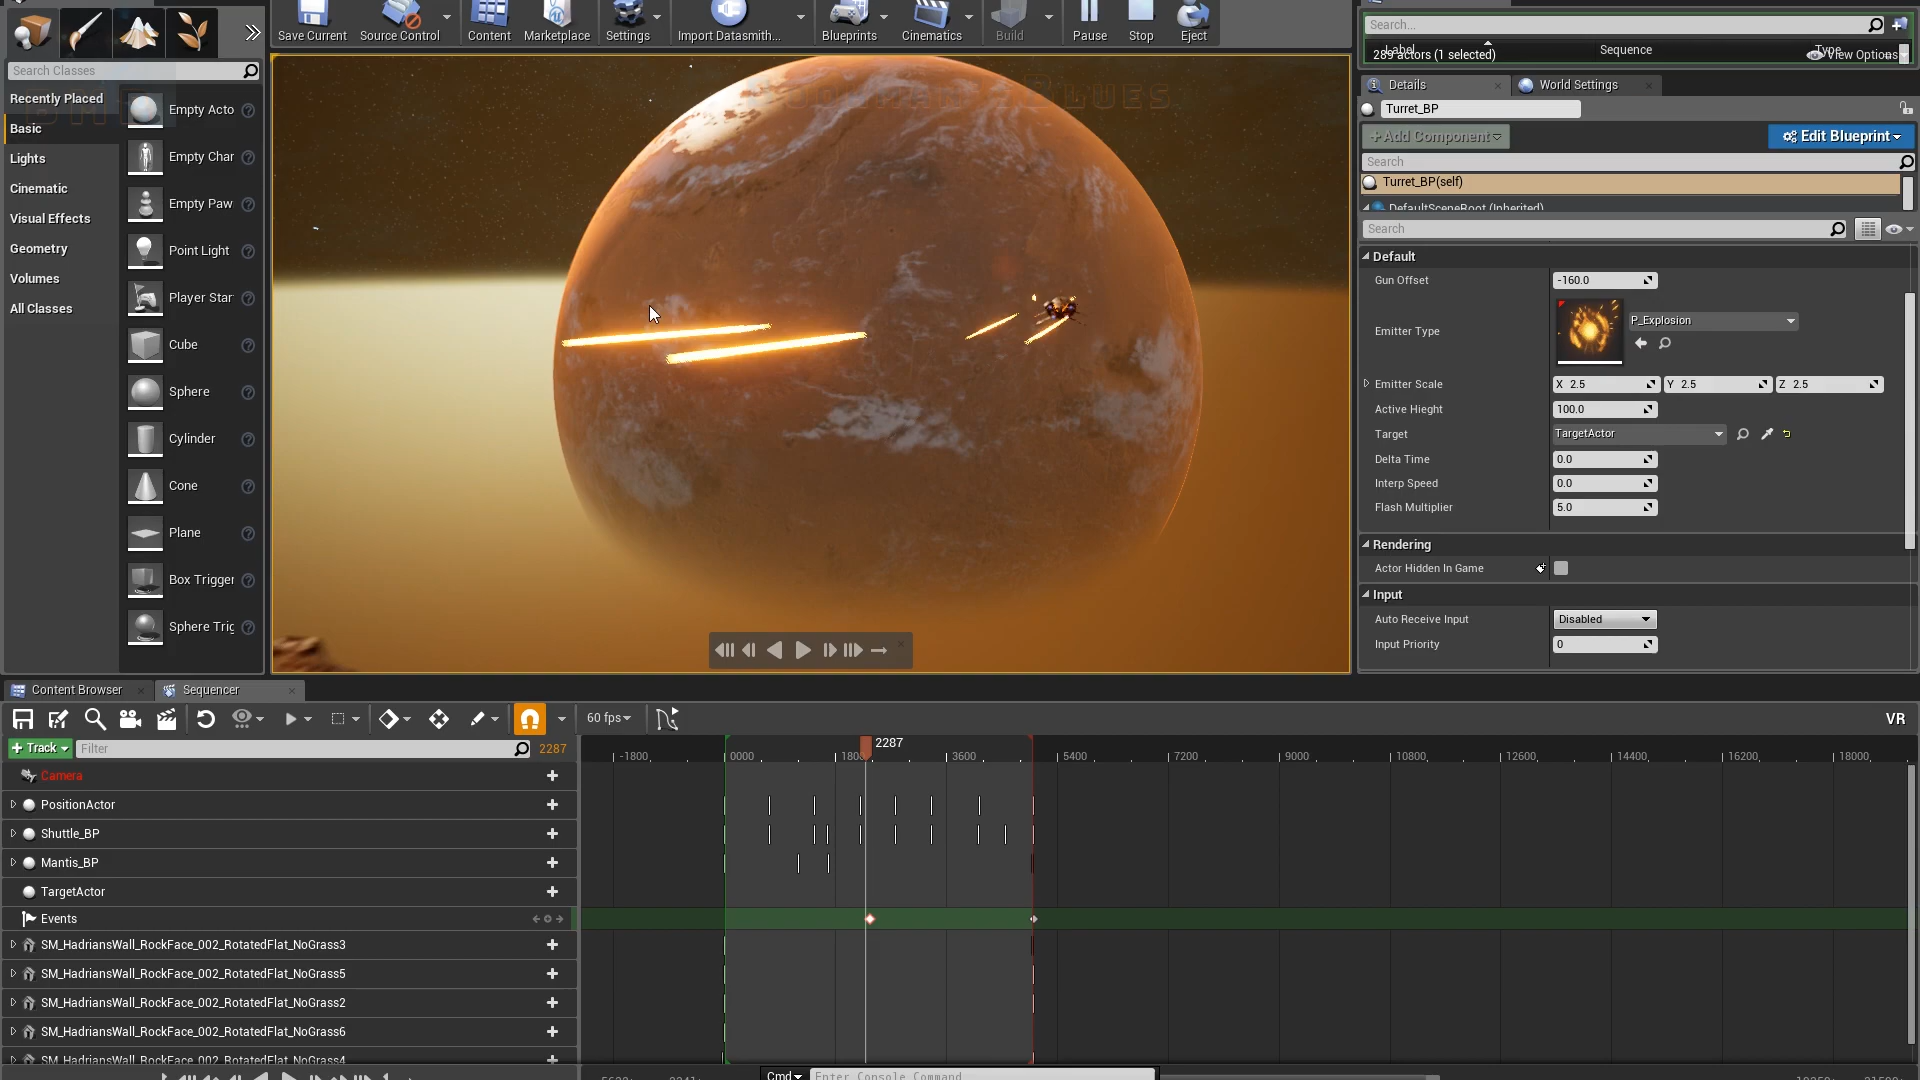 Save Current
Source Control
Content
Marketplace
Settings
Import Datasmith...
Blueprints
Cinematics
Build
Pause
Stop
Eject
Search Classes
Recently Placed
Basic
Lights
Cinematic
Visual Effects
Geometry
Volumes
All Classes
Empty Acto
Empty Char
Empty Paw
Point Light
Player Star
Cube
Sphere
Cylinder
Cone
Plane
Box Trigger
Sphere Trig
BLUES
Search...
Label
Sequence
Type
289 actors (1 selected)
View Options
Details
World Settings
Turret_BP
+Add Component
Edit Blueprint
Search
Turret_BP(self)
DefaultSceneRoot (Inherited)
Search
Default
Gun Offset
-160.0
Emitter Type
P_Explosion
Emitter Scale
X 2.5
Y 2.5
Z 2.5
Active Hieght
100.0
Target
TargetActor
Delta Time
0.0
Interp Speed
0.0
Flash Multiplier
5.0
Rendering
Actor Hidden In Game
Input
Auto Receive Input
Disabled
Input Priority
0
Content Browser
Sequencer
60 fps
VR
+ Track
Filter
2287
2287
-1800
0000
1800
3600
5400
7200
9000
10800
12600
14400
16200
18000
Camera
PositionActor
Shuttle_BP
Mantis_BP
TargetActor
Events
SM_HadriansWall_RockFace_002_RotatedFlat_NoGrass3
SM_HadriansWall_RockFace_002_RotatedFlat_NoGrass5
SM_HadriansWall_RockFace_002_RotatedFlat_NoGrass2
SM_HadriansWall_RockFace_002_RotatedFlat_NoGrass6
SM_HadriansWall_RockFace_002_RotatedFlat_NoGrass4
Cmd
Enter Console Command